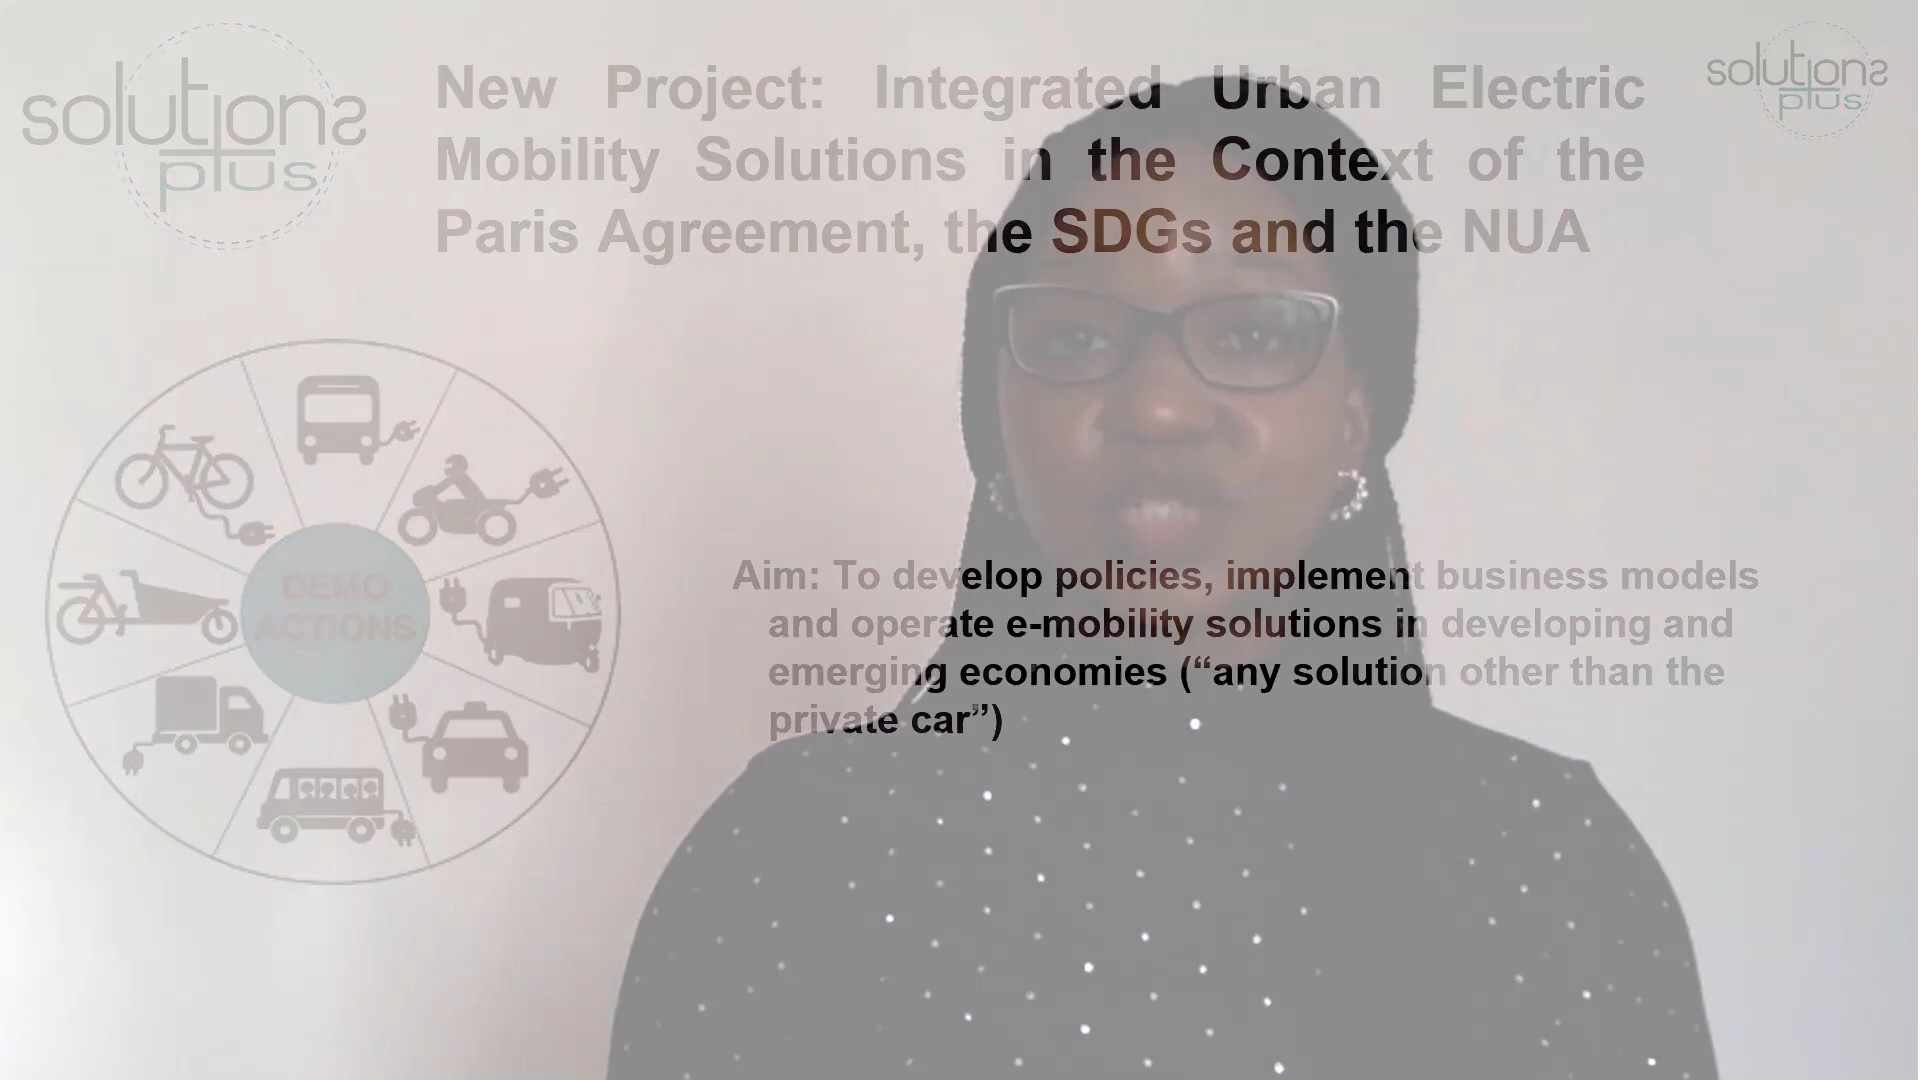 solutions
plus
New Project: Integrated Urban Electric
Mobility Solutions in the Context of the
Paris Agreement, the SDGs and the NUA
solutions
plus
DEMO
ACTIONS
Aim: To develop policies, implement business models
and operate e-mobility solutions in developing and
emerging economies (“any solution other than the
private car”)